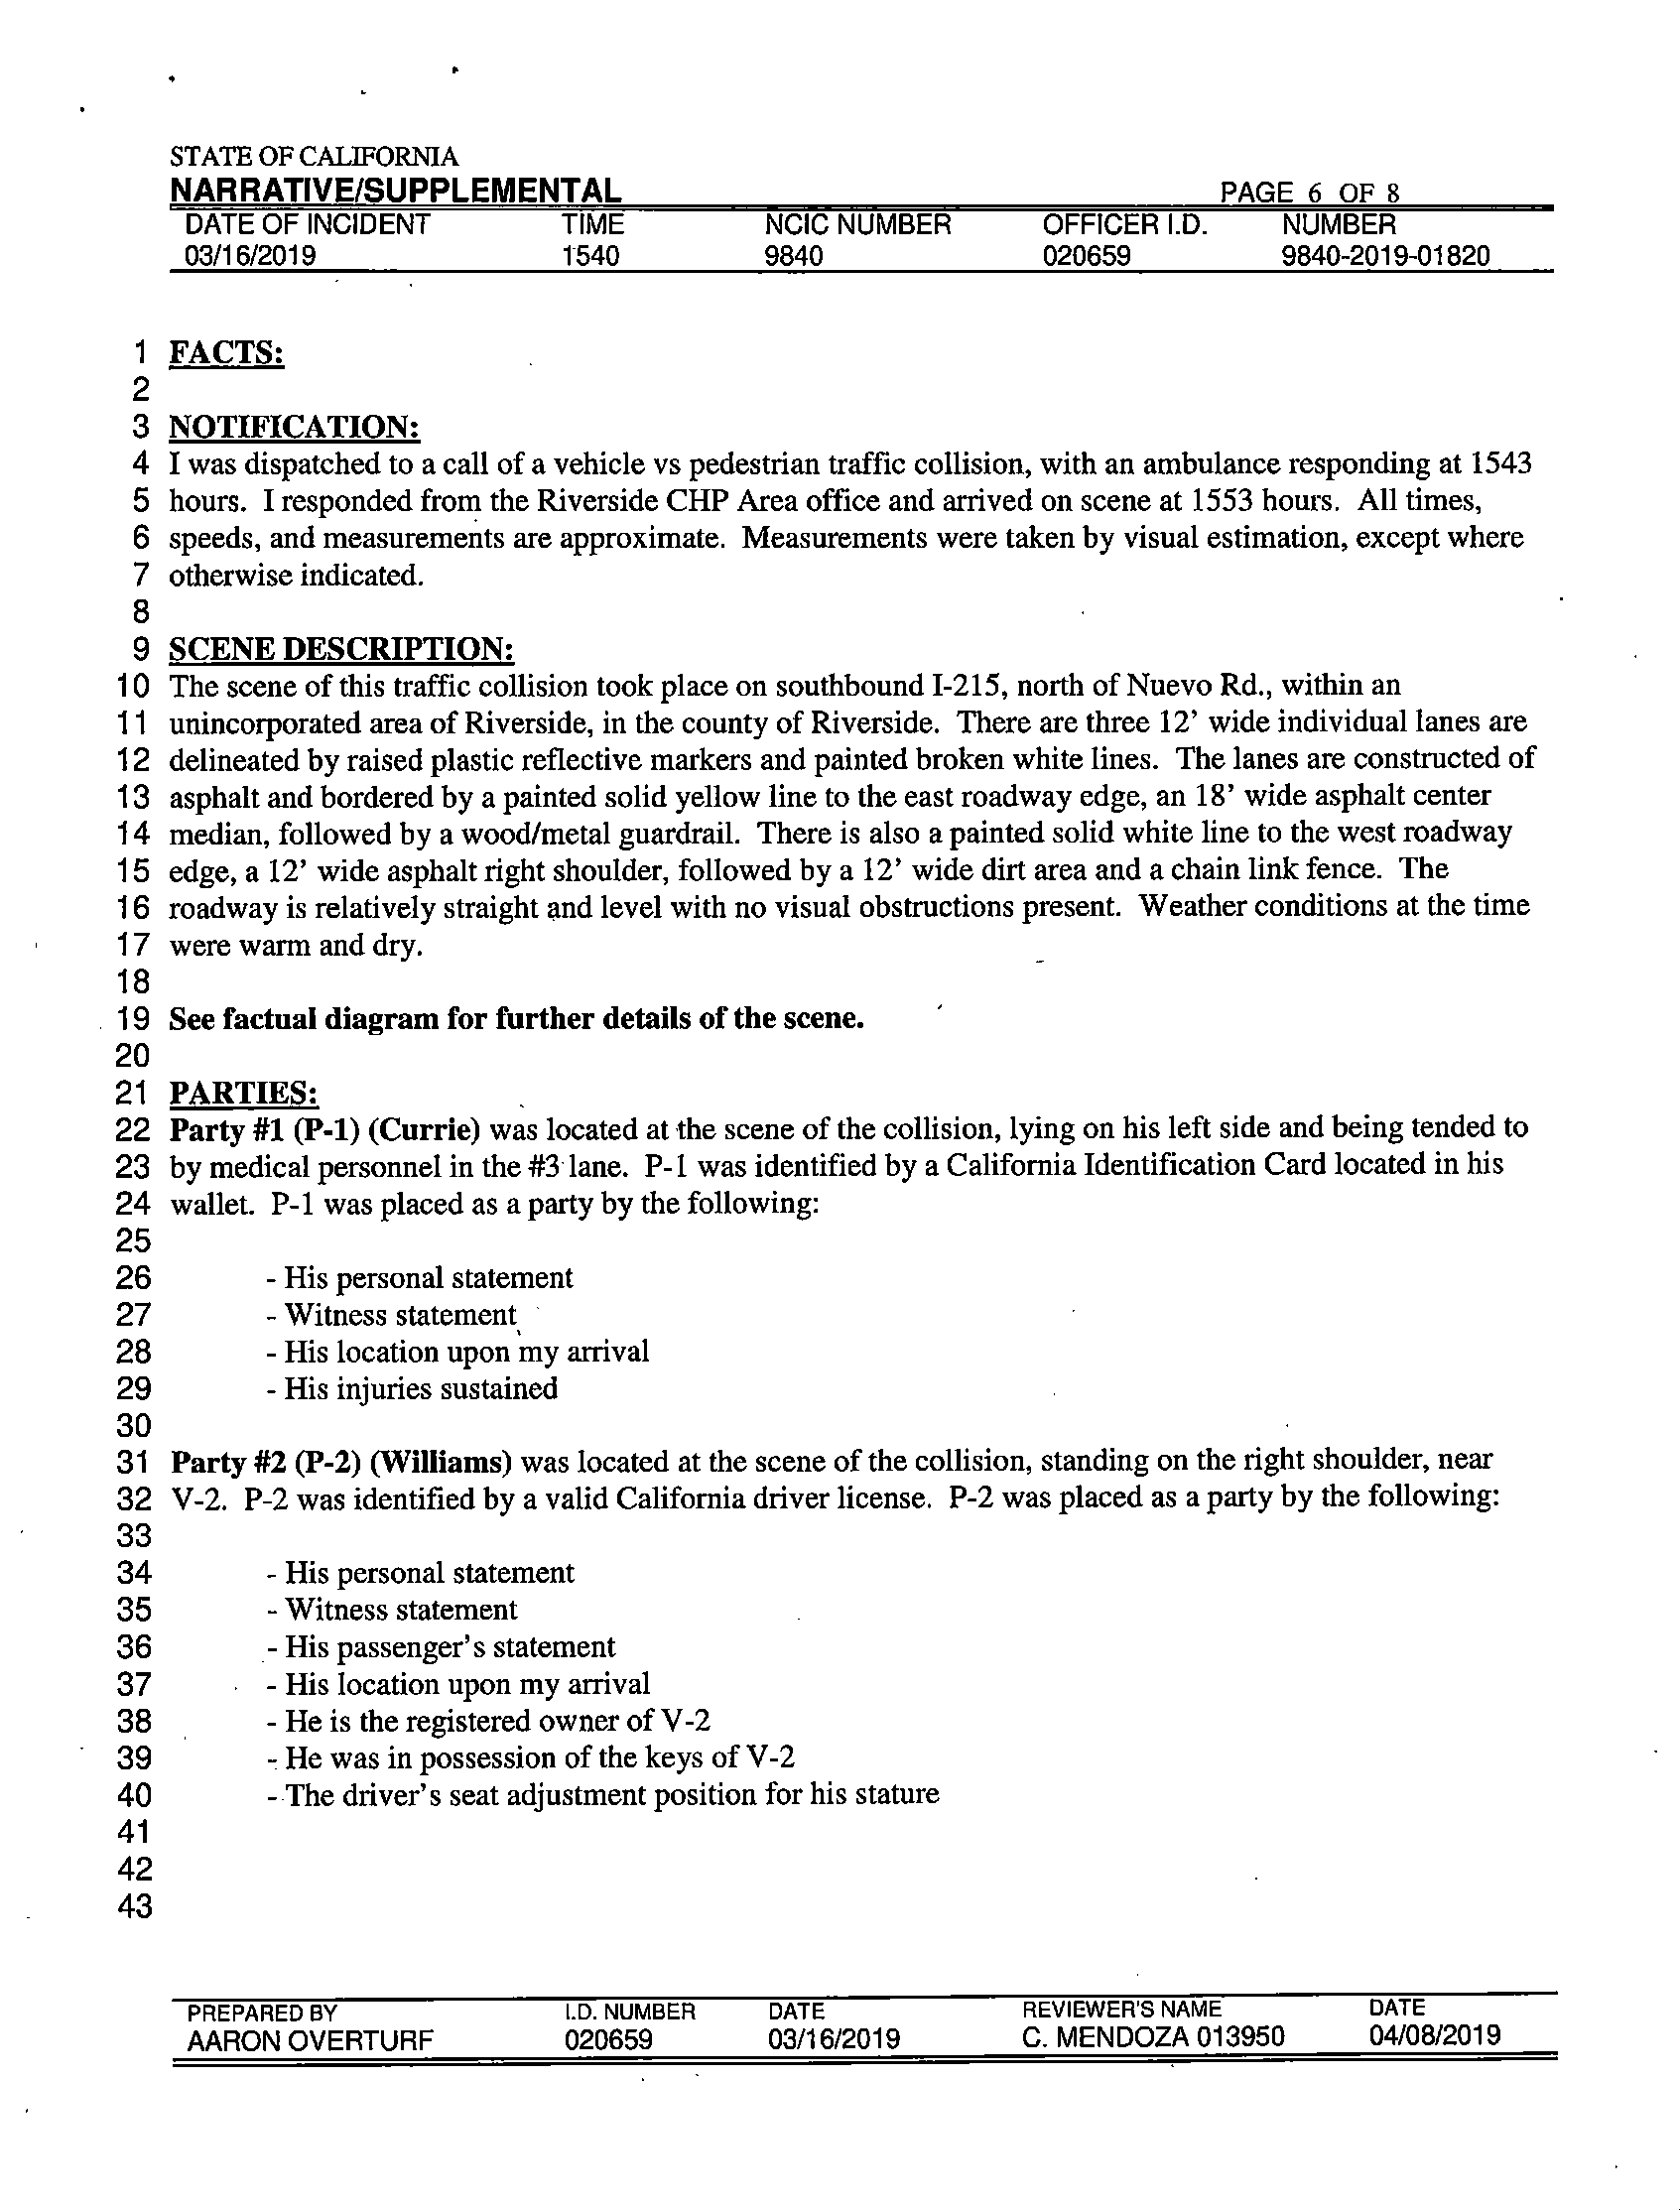 STATE OF CALIFORNIA
NARRATIVE/SUPPLEMENTAL PAGE 6 OF 8
DATE OF INCIDENT TIME NCIC NUMBER OFFICER I.D. NUMBER
03/16/2019 1540 9840 020659 9840-2019-01820
1 FACTS:
2
3 NOTIFICATION:
4 I was dispatched to a call of a vehicle vs pedestrian traffic collision, with an ambulance responding at 1543
5 hours. I responded from the Riverside CHP Area office and arrived on scene at 1553 hours. All times,
6 speeds, and measurements are approximate. Measurements were taken by visual estimation, except where
7 otherwise indicated.
8
9 SCENE DESCRIPTION:
10 The scene of this traffic collision took place on southbound I-215, north of Nuevo Rd., within an
11 unincorporated area of Riverside, in the county of Riverside. There are three 12' wide individual lanes are
12 delineated by raised plastic reflective markers and painted broken white lines. The lanes are constructed of
13 asphalt and bordered by a painted solid yellow line to the east roadway edge, an 18' wide asphalt center
14 median, followed by a wood/metal guardrail. There is also a painted solid white line to the west roadway
15 edge, a 12' wide asphalt right shoulder, followed by a 12' wide dirt area and a chain link fence. The
16 roadway is relatively straight and level with no visual obstructions present. Weather conditions at the time
17 were warm and dry.
18
19 See factual diagram for further details of the scene.
20
21 PARTIES:
22 Party #1 (P-1) (Currie) was located at the scene of the collision, lying on his left side and being tended to
23 by medical personnel in the #3 lane. P-1 was identified by a California Identification Card located in his
24 wallet. P-1 was placed as a party by the following:
25
26 - His personal statement
27 - Witness statement
28 - His location upon my arrival
29 - His injuries sustained
30
31 Party #2 (P-2) (Williams) was located at the scene of the collision, standing on the right shoulder, near
32 V-2. P-2 was identified by a valid California driver license. P-2 was placed as a party by the following:
33
34 - His personal statement
35 - Witness statement
36 - His passenger's statement
37 - His location upon my arrival
38 - He is the registered owner of V-2
39 - He was in possession of the keys of V-2
40 - The driver's seat adjustment position for his stature
41
42
43
PREPARED BY I.D. NUMBER DATE REVIEWER'S NAME DATE
AARON OVERTURF 020659 03/16/2019 C. MENDOZA 013950 04/08/2019